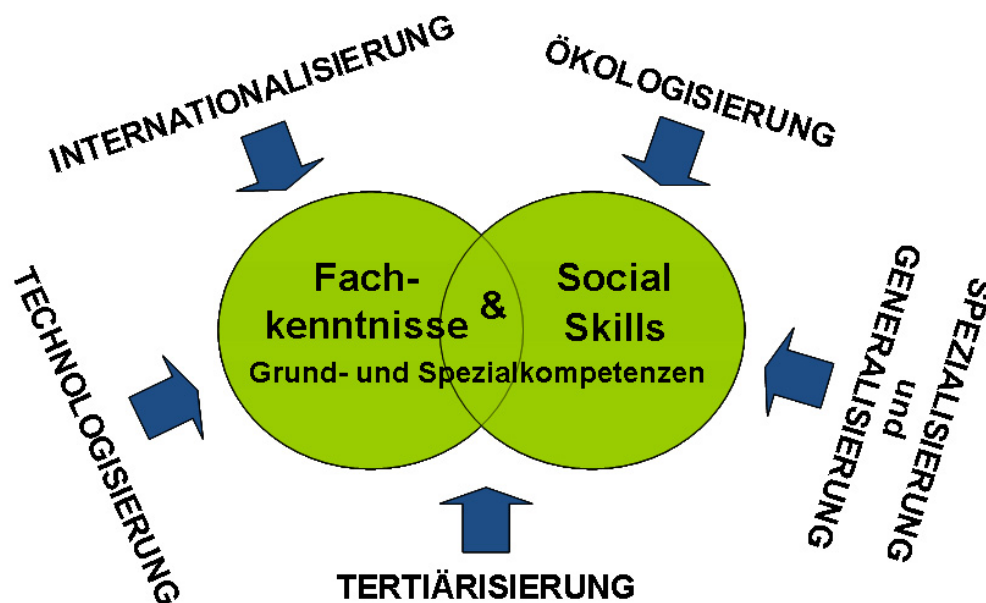 INTERNATIONALISIERUNG
ÖKOLOGISIERUNG
TECHNOLOGISIERUNG
Fach-
kenntnisse
&
Social
Skills
Grund- und Spezialkompetenzen
SPEZIALISIERUNG
und
GENERALISIERUNG
TERTIÄRISIERUNG